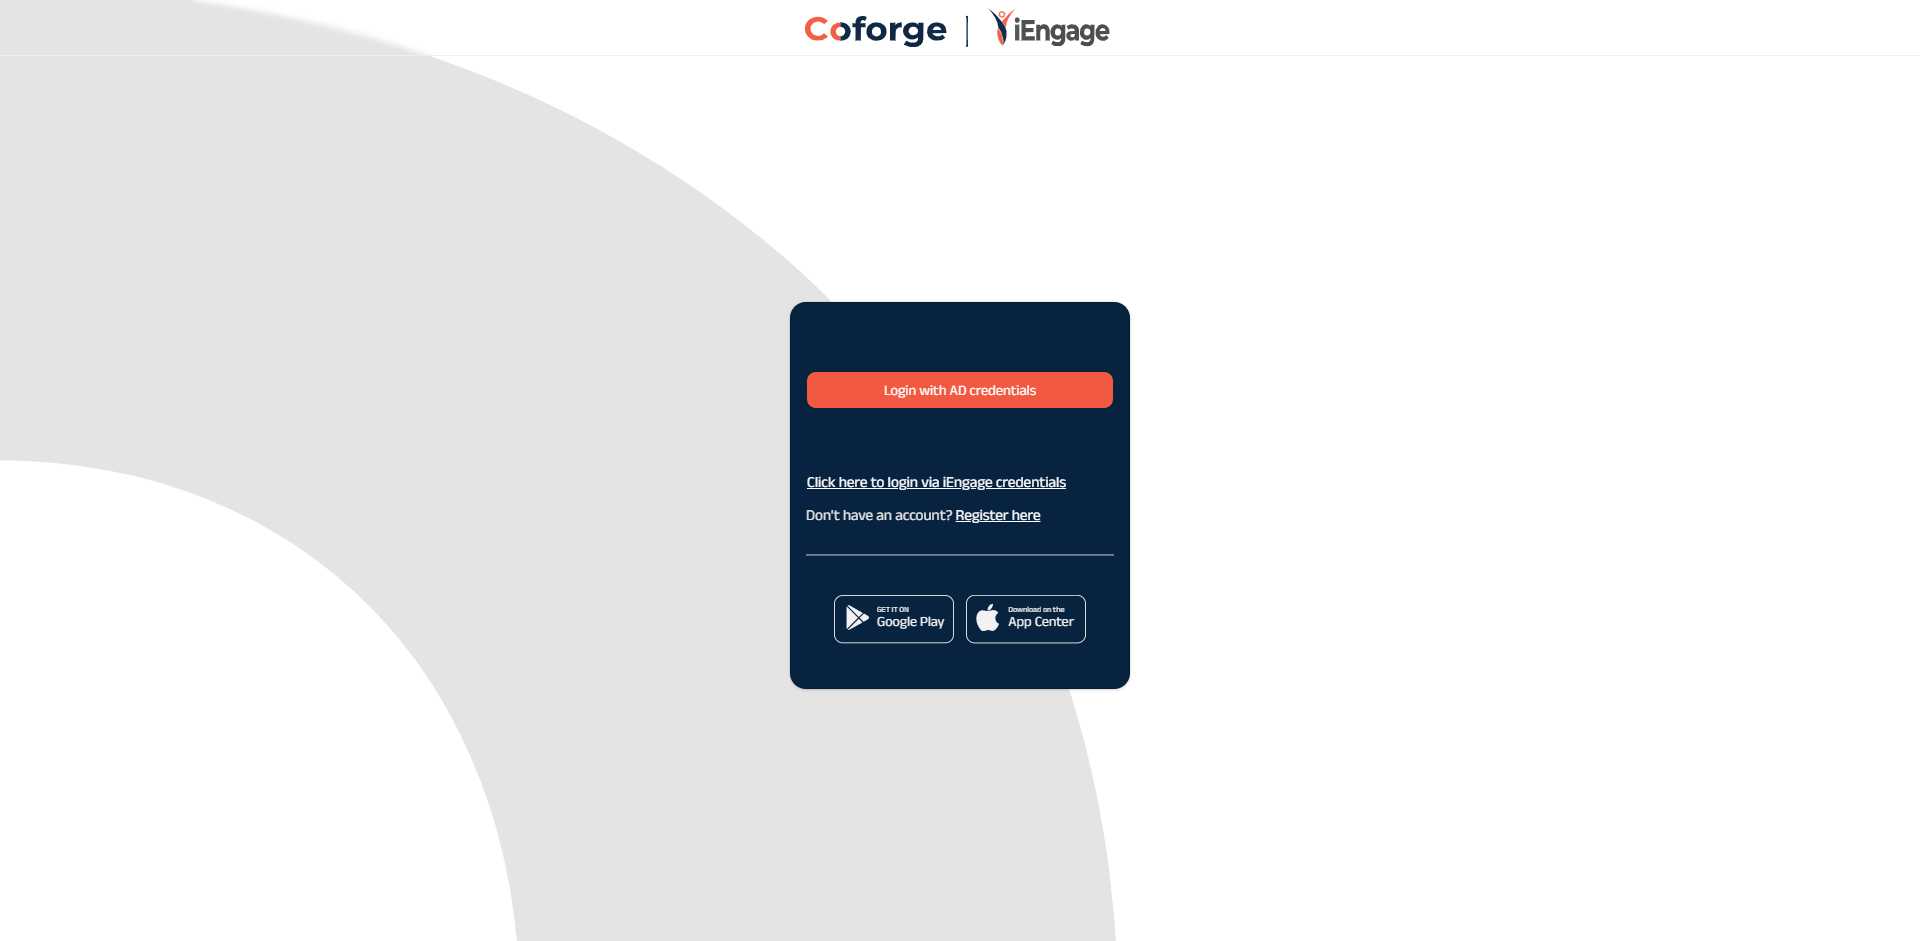 Coforge | iEngage
Login with AD credentials
Click here to login via iEngage credentials
Don't have an account? Register here
GET IT ON
Google Play
Download on the
App Center